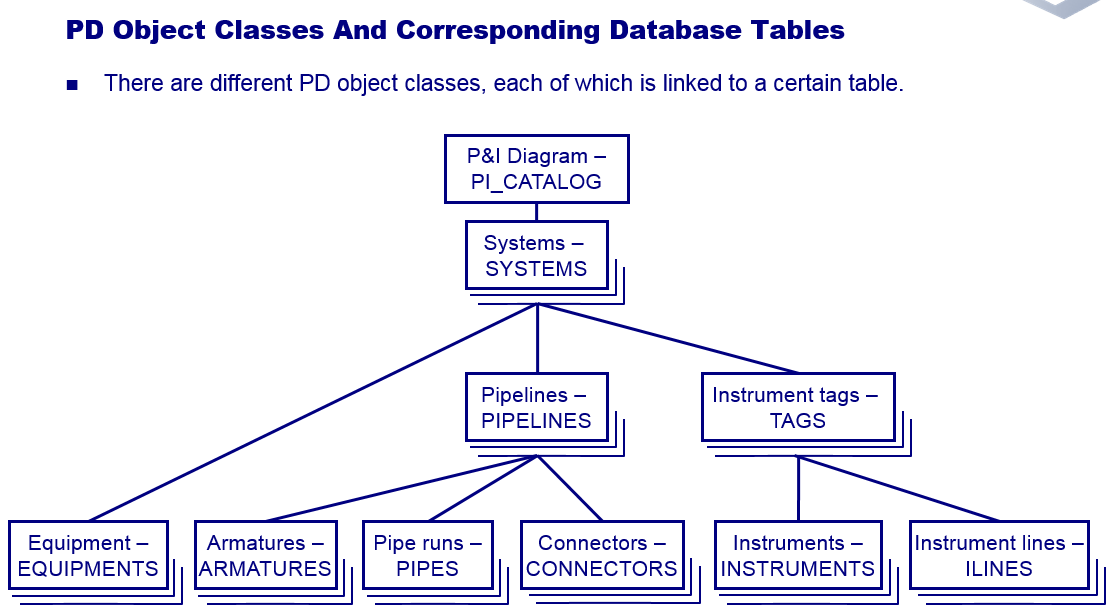 PD Object Classes And Corresponding Database Tables
There are different PD object classes, each of which is linked to a certain table.
P&I Diagram –
PI_CATALOG
Systems –
SYSTEMS
Pipelines –
PIPELINES
Instrument tags –
TAGS
Equipment –
EQUIPMENTS
Armatures –
ARMATURES
Pipe runs –
PIPES
Connectors –
CONNECTORS
Instruments –
INSTRUMENTS
Instrument lines –
ILINES